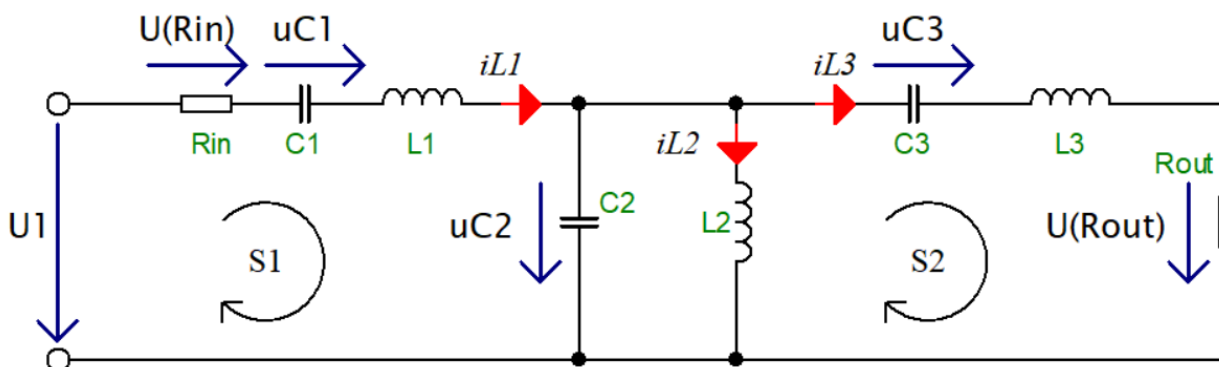 U(Rin) uC1 iL1 iL3 uC3
Rin C1 L1 C3 L3
iL2 Rout
U1 uC2 C2 L2 U(Rout)
S1 S2